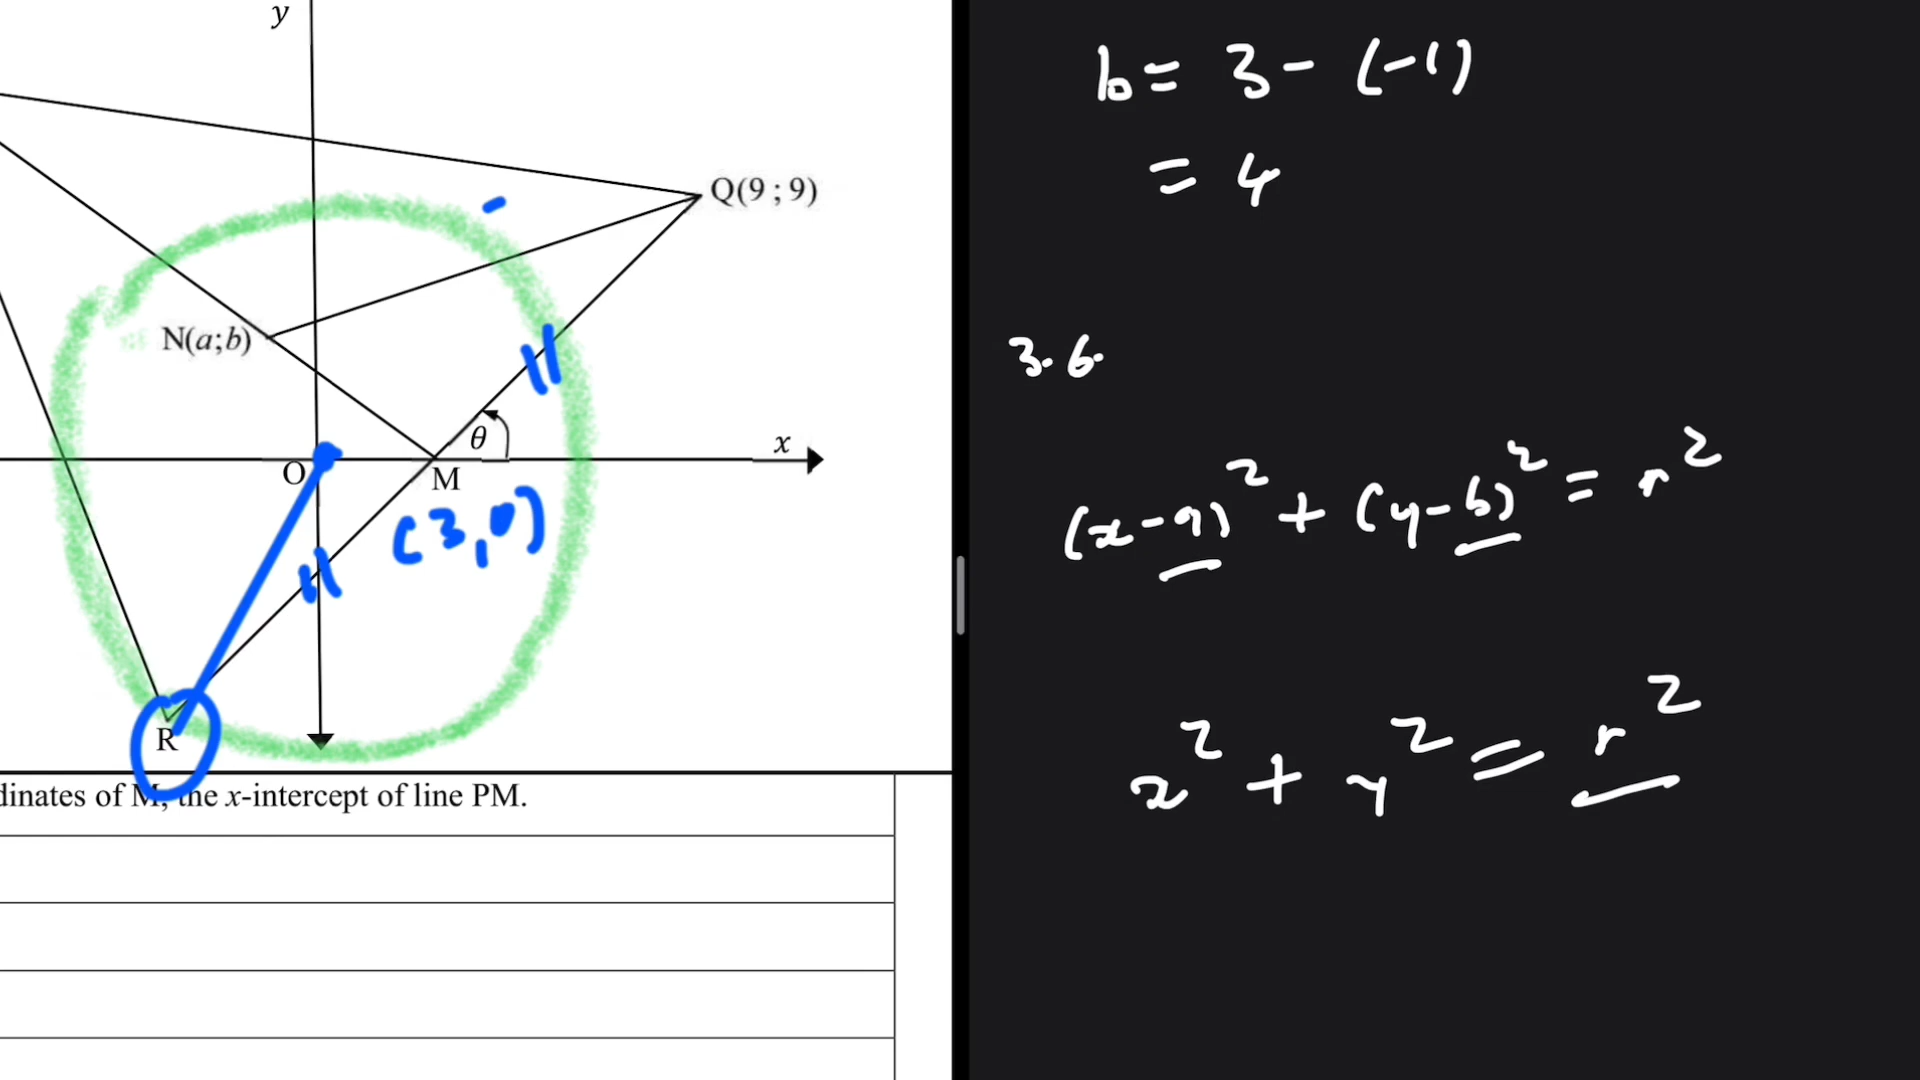 y
Q(9 ; 9)
N(a;b)
θ
x
O
M
(3,0)
R
dinates of M, the x-intercept of line PM.
b = 3 - (-1)
= 4
3.6.
(x-a)² + (y-b)² = r²
x² + y² = r²